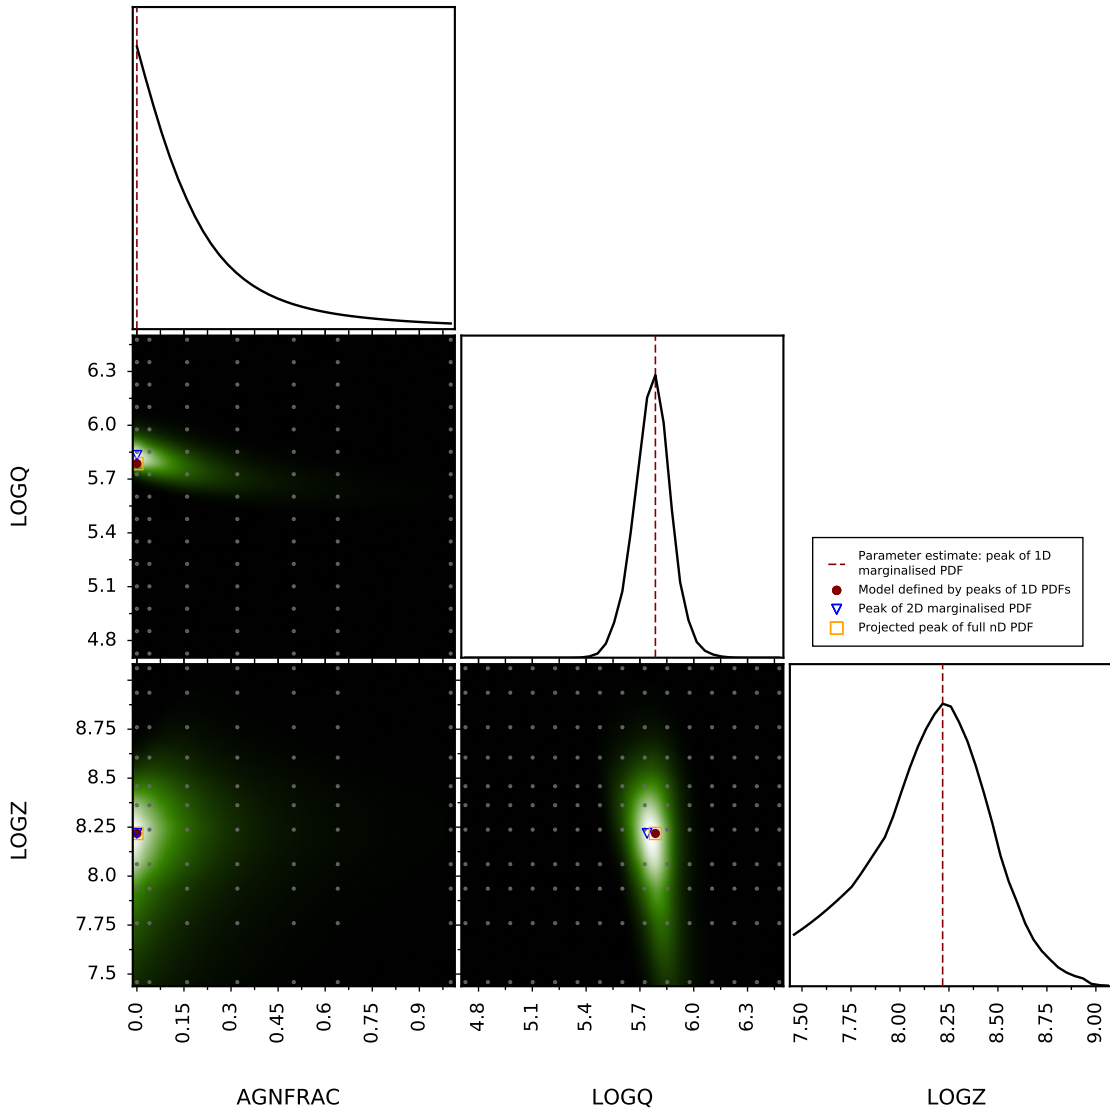 6.3
6.0
5.7
5.4
5.1
4.8
LOGQ
Parameter estimate: peak of 1D
marginalised PDF
Model defined by peaks of 1D PDFs
Peak of 2D marginalised PDF
Projected peak of full nD PDF
8.75
8.5
8.25
8.0
7.75
7.5
LOGZ
0.0 0.15 0.3 0.45 0.6 0.75 0.9
4.8 5.1 5.4 5.7 6.0 6.3
7.50 7.75 8.00 8.25 8.50 8.75 9.00
AGNFRAC
LOGQ
LOGZ